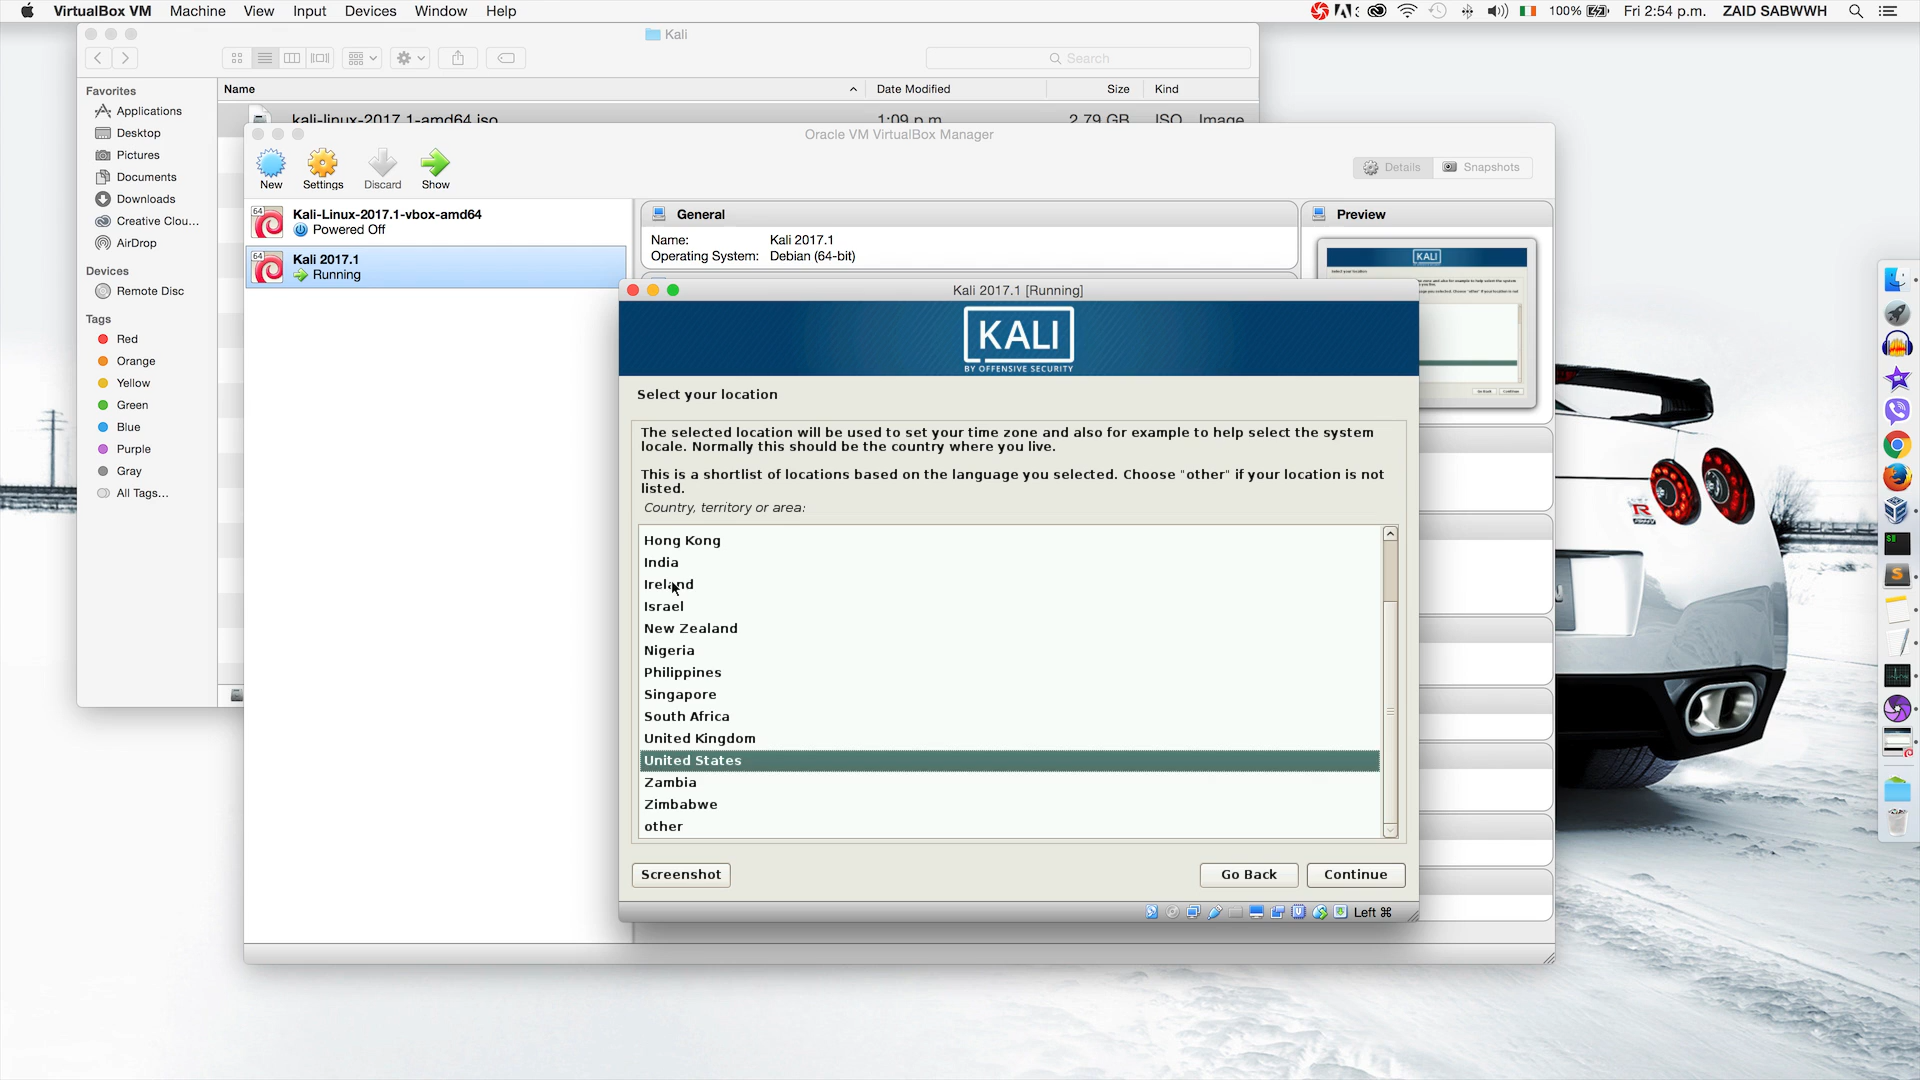 VirtualBox VM Machine View Input Devices Window Help 100% Fri 2:54 p.m. ZAID SABWWH
Kali
Search
Favorites
Applications
Desktop
Pictures
Documents
Downloads
Creative Clou...
AirDrop
Devices
Remote Disc
Tags
Red
Orange
Yellow
Green
Blue
Purple
Gray
All Tags...
Name Date Modified Size Kind
kali-linux-2017.1-amd64.iso 1:09 p.m. 2.79 GB ISO Image
Oracle VM VirtualBox Manager
New Settings Discard Show Details Snapshots
64 Kali-Linux-2017.1-vbox-amd64
Powered Off
64 Kali 2017.1
Running
General
Name: Kali 2017.1
Operating System: Debian (64-bit)
Preview
KALI
Kali 2017.1 [Running]
KALI
BY OFFENSIVE SECURITY
Select your location
The selected location will be used to set your time zone and also for example to help select the system
locale. Normally this should be the country where you live.
This is a shortlist of locations based on the language you selected. Choose "other" if your location is not
listed.
Country, territory or area:
Hong Kong
India
Ireland
Israel
New Zealand
Nigeria
Philippines
Singapore
South Africa
United Kingdom
United States
Zambia
Zimbabwe
other
Screenshot Go Back Continue
Left ⌘